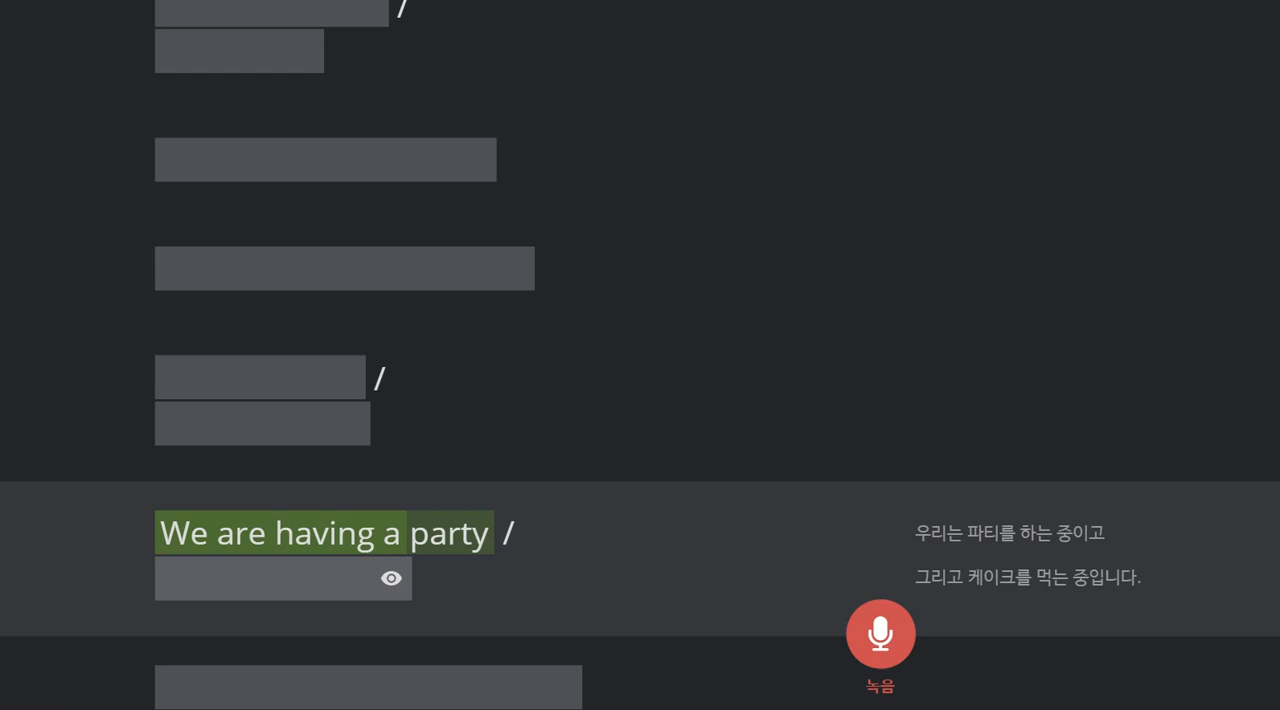 /
/
We are having a party /
우리는 파티를 하는 중이고
그리고 케이크를 먹는 중입니다.
녹음